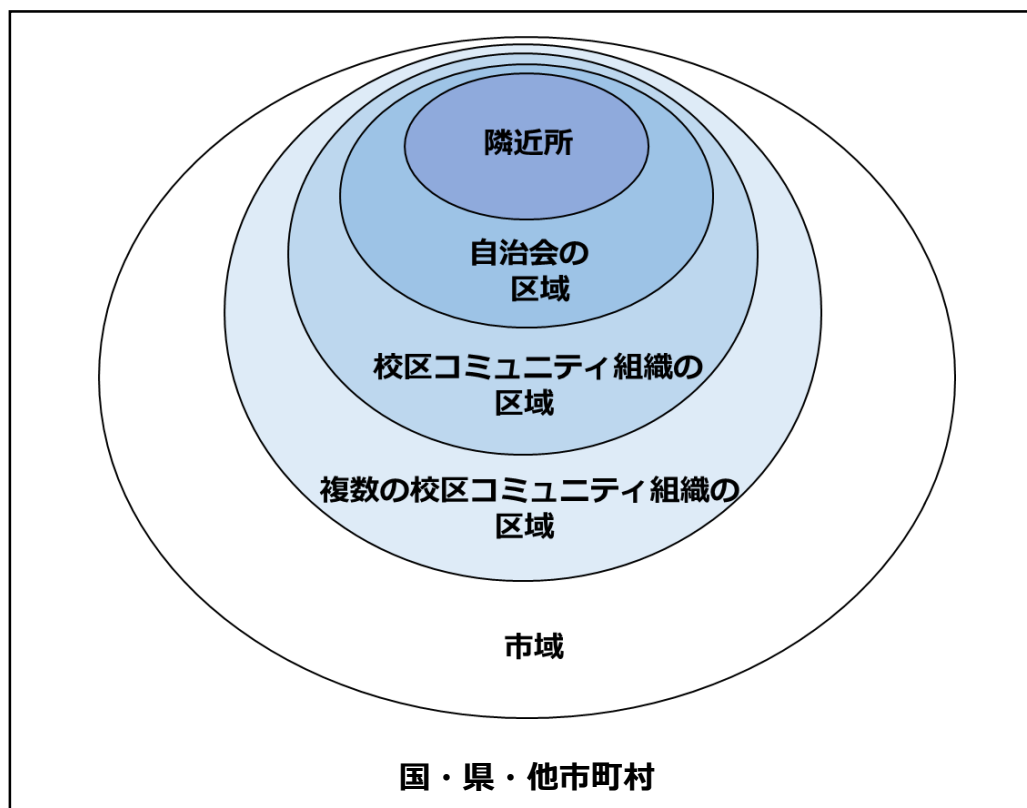 隣近所
自治会の
区域
校区コミュニティ組織の
区域
複数の校区コミュニティ組織の
区域
市域
国・県・他市町村